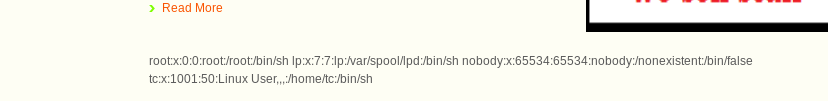 Read More
root:x:0:0:root:/root:/bin/sh lp:x:7:7:lp:/var/spool/lpd:/bin/sh nobody:x:65534:65534:nobody:/nonexistent:/bin/false
tc:x:1001:50:Linux User,,,:/home/tc:/bin/sh